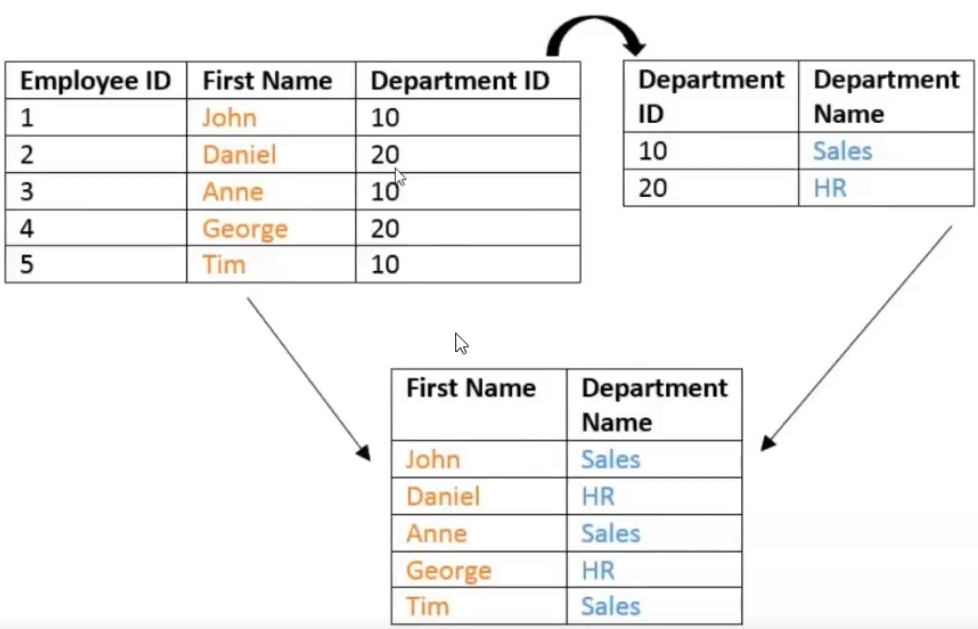 Employee ID First Name Department ID
1 John 10
2 Daniel 20
3 Anne 10
4 George 20
5 Tim 10
Department Department
ID Name
10 Sales
20 HR
First Name Department
Name
John Sales
Daniel HR
Anne Sales
George HR
Tim Sales